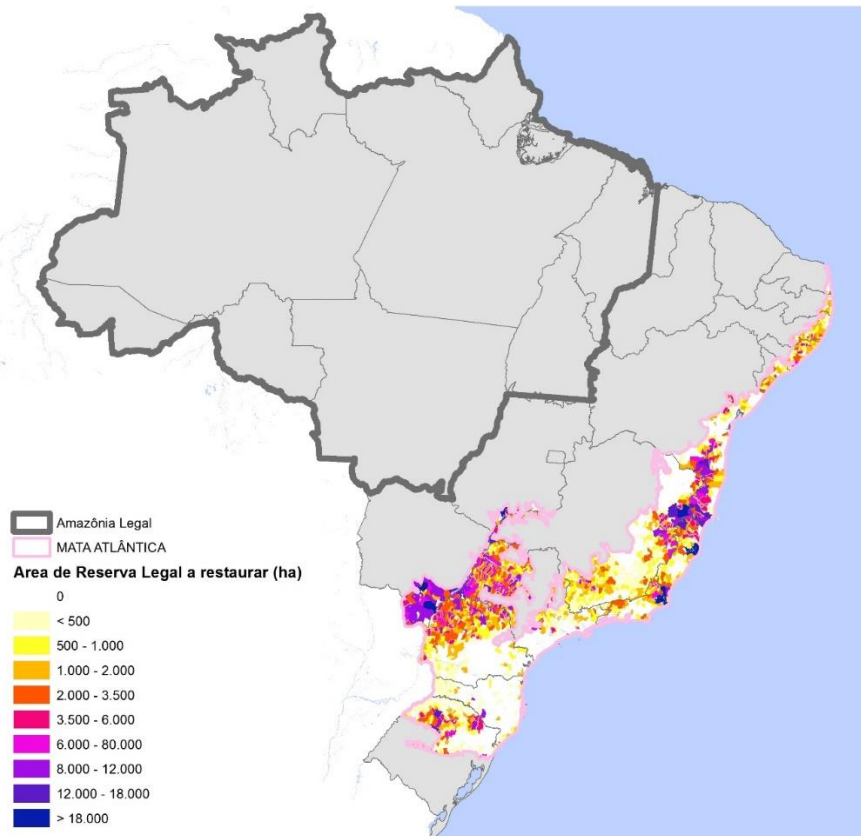 Amazônia Legal
MATA ATLÂNTICA
Area de Reserva Legal a restaurar (ha)
0
< 500
500 - 1.000
1.000 - 2.000
2.000 - 3.500
3.500 - 6.000
6.000 - 80.000
8.000 - 12.000
12.000 - 18.000
> 18.000